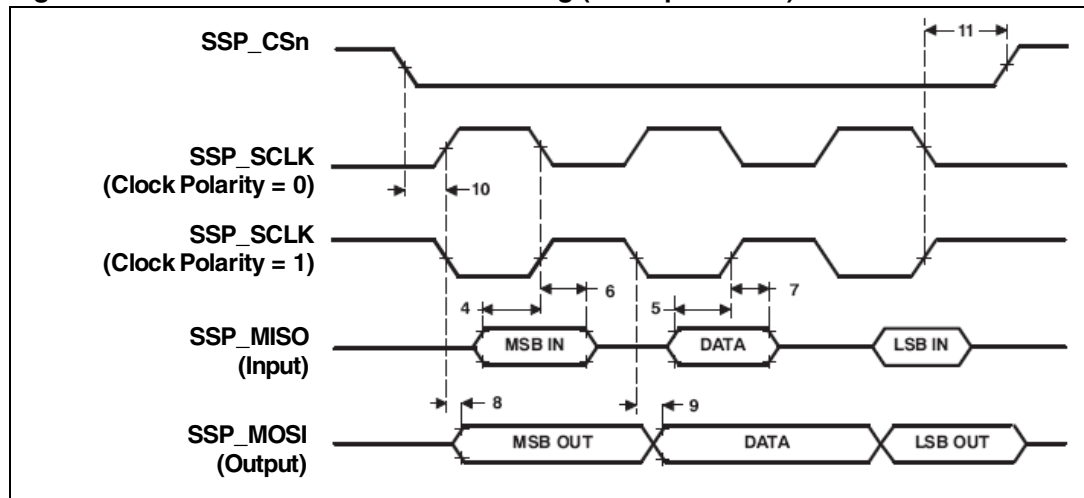 SSP_CSn
11
SSP_SCLK
(Clock Polarity = 0)
10
SSP_SCLK
(Clock Polarity = 1)
4
6
5
7
SSP_MISO
(Input)
MSB IN
DATA
LSB IN
8
9
SSP_MOSI
(Output)
MSB OUT
DATA
LSB OUT